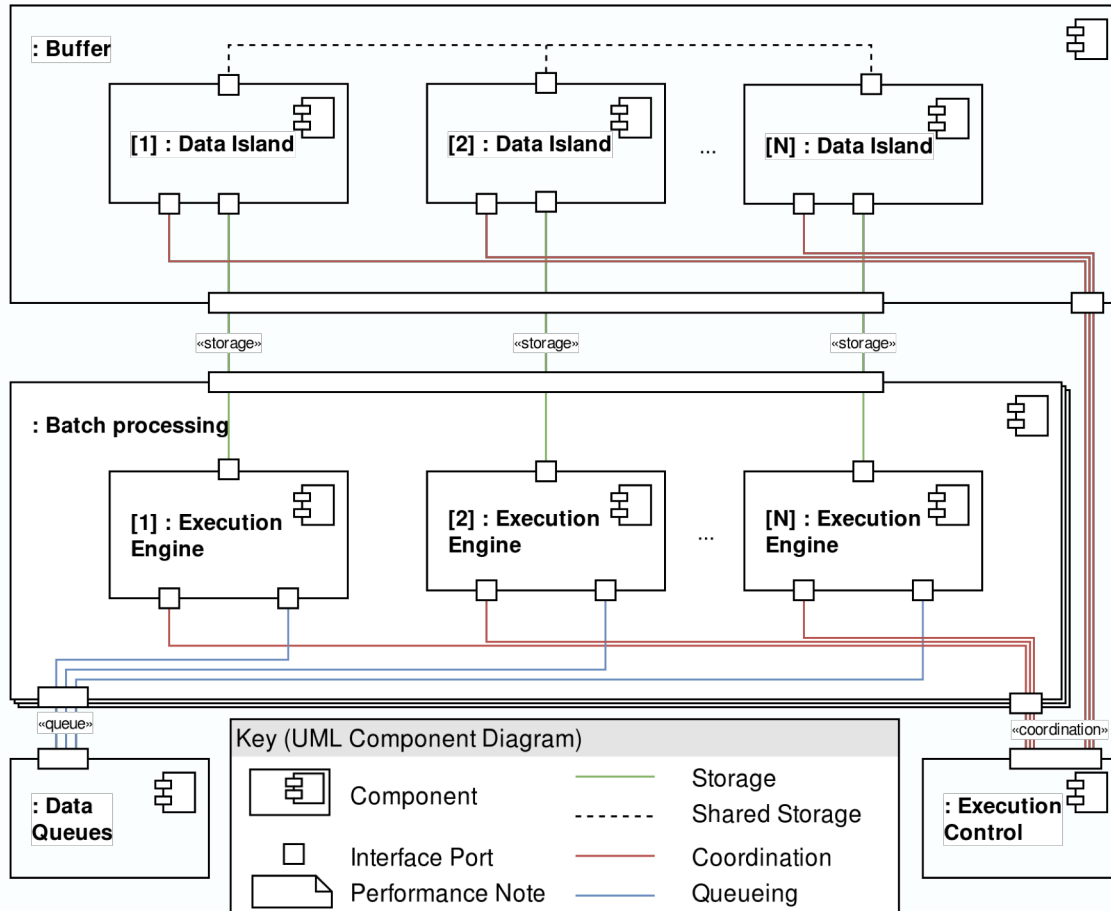 : Buffer
[1] : Data Island
[2] : Data Island
...
[N] : Data Island
«storage»
«storage»
«storage»
: Batch processing
[1] : Execution
Engine
[2] : Execution
Engine
...
[N] : Execution
Engine
«queue»
«coordination»
: Data
Queues
Key (UML Component Diagram)
Component
Interface Port
Performance Note
Storage
Shared Storage
Coordination
Queueing
: Execution
Control